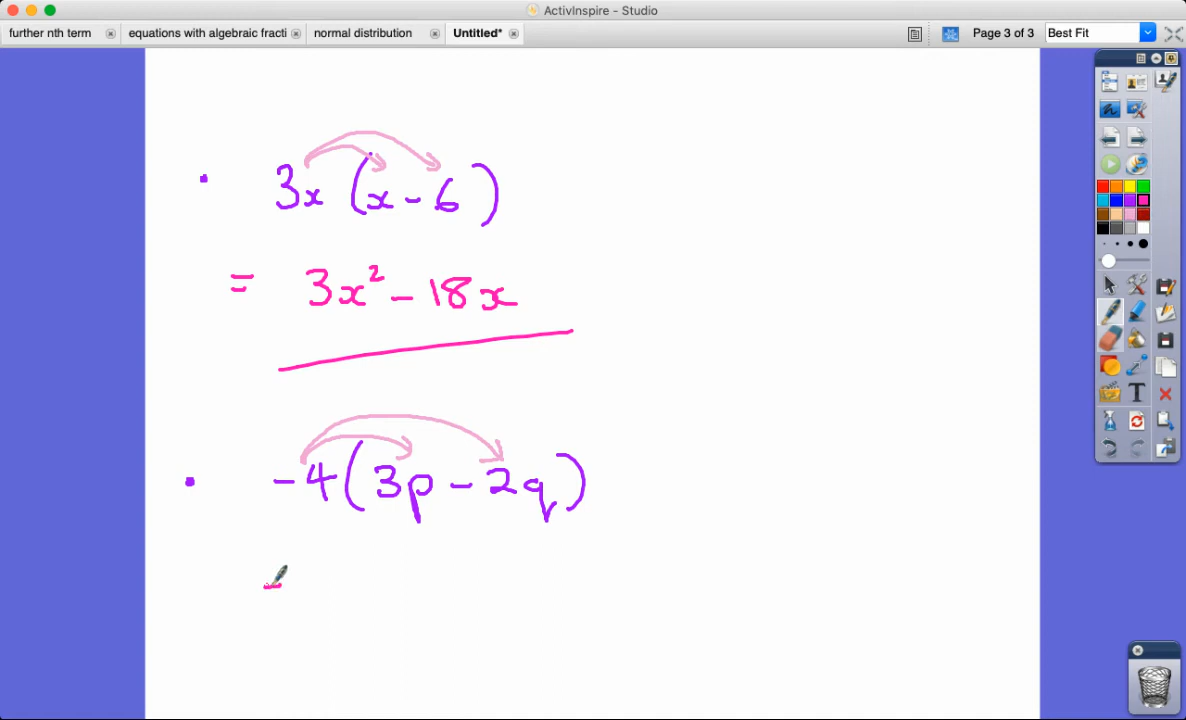 ActivInspire - Studio
further nth term equations with algebraic fracti normal distribution Untitled* Page 3 of 3 Best Fit
· 3x(x - 6)
= 3x² - 18x
· -4(3p - 2q)